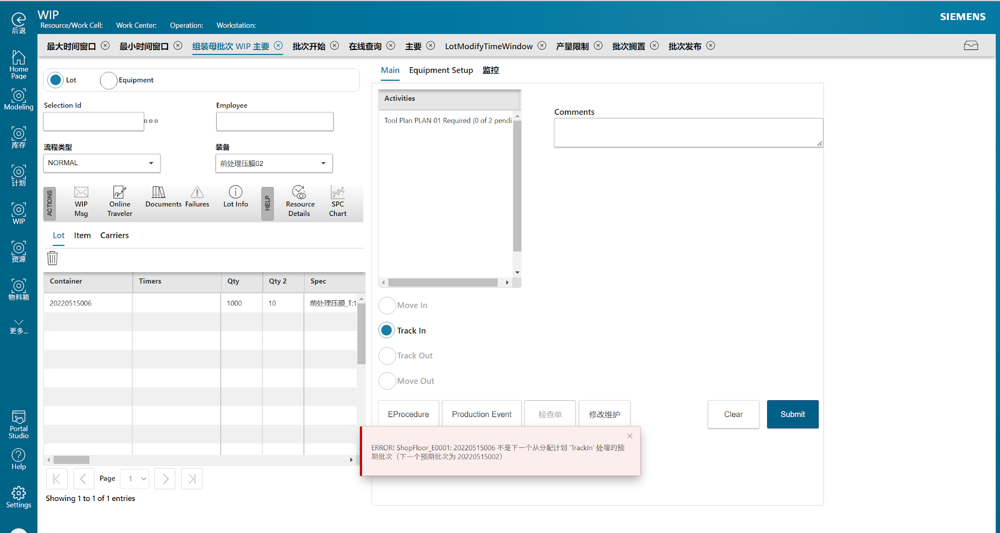 WIP
Resource/Work Cell: Work Center: Operation: Workstation:
SIEMENS
后退
Home
Page
Modeling
库存
计划
WIP
资源
物料箱
更多...
Portal
Studio
Help
Settings
最大时间窗口 最小时间窗口 组装母批次 WIP 主要 批次开始 在线查询 主要 LotModifyTimeWindow 产量限制 批次搁置 批次发布
Lot Equipment
Selection Id Employee
流程类型 装备
NORMAL 前处理压膜02
ACTIONS
WIP
Msg
Online
Traveler
Documents
Failures
Lot Info
HELP
Resource
Details
SPC
Chart
Lot Item Carriers
Container Timers Qty Qty 2 Spec
20220515006 1000 10 前处理压膜_T:1
Page 1
Showing 1 to 1 of 1 entries
Main Equipment Setup 监控
Activities
Tool Plan PLAN 01 Required (0 of 2 pendi
Comments
Move In
Track In
Track Out
Move Out
EProcedure Production Event 检查单 修改维护 Clear Submit
ERROR! ShopFloor_E0001: 20220515006 不是下一个从分配计划 'TrackIn' 处理的预
期批次（下一个预期批次为 20220515002）